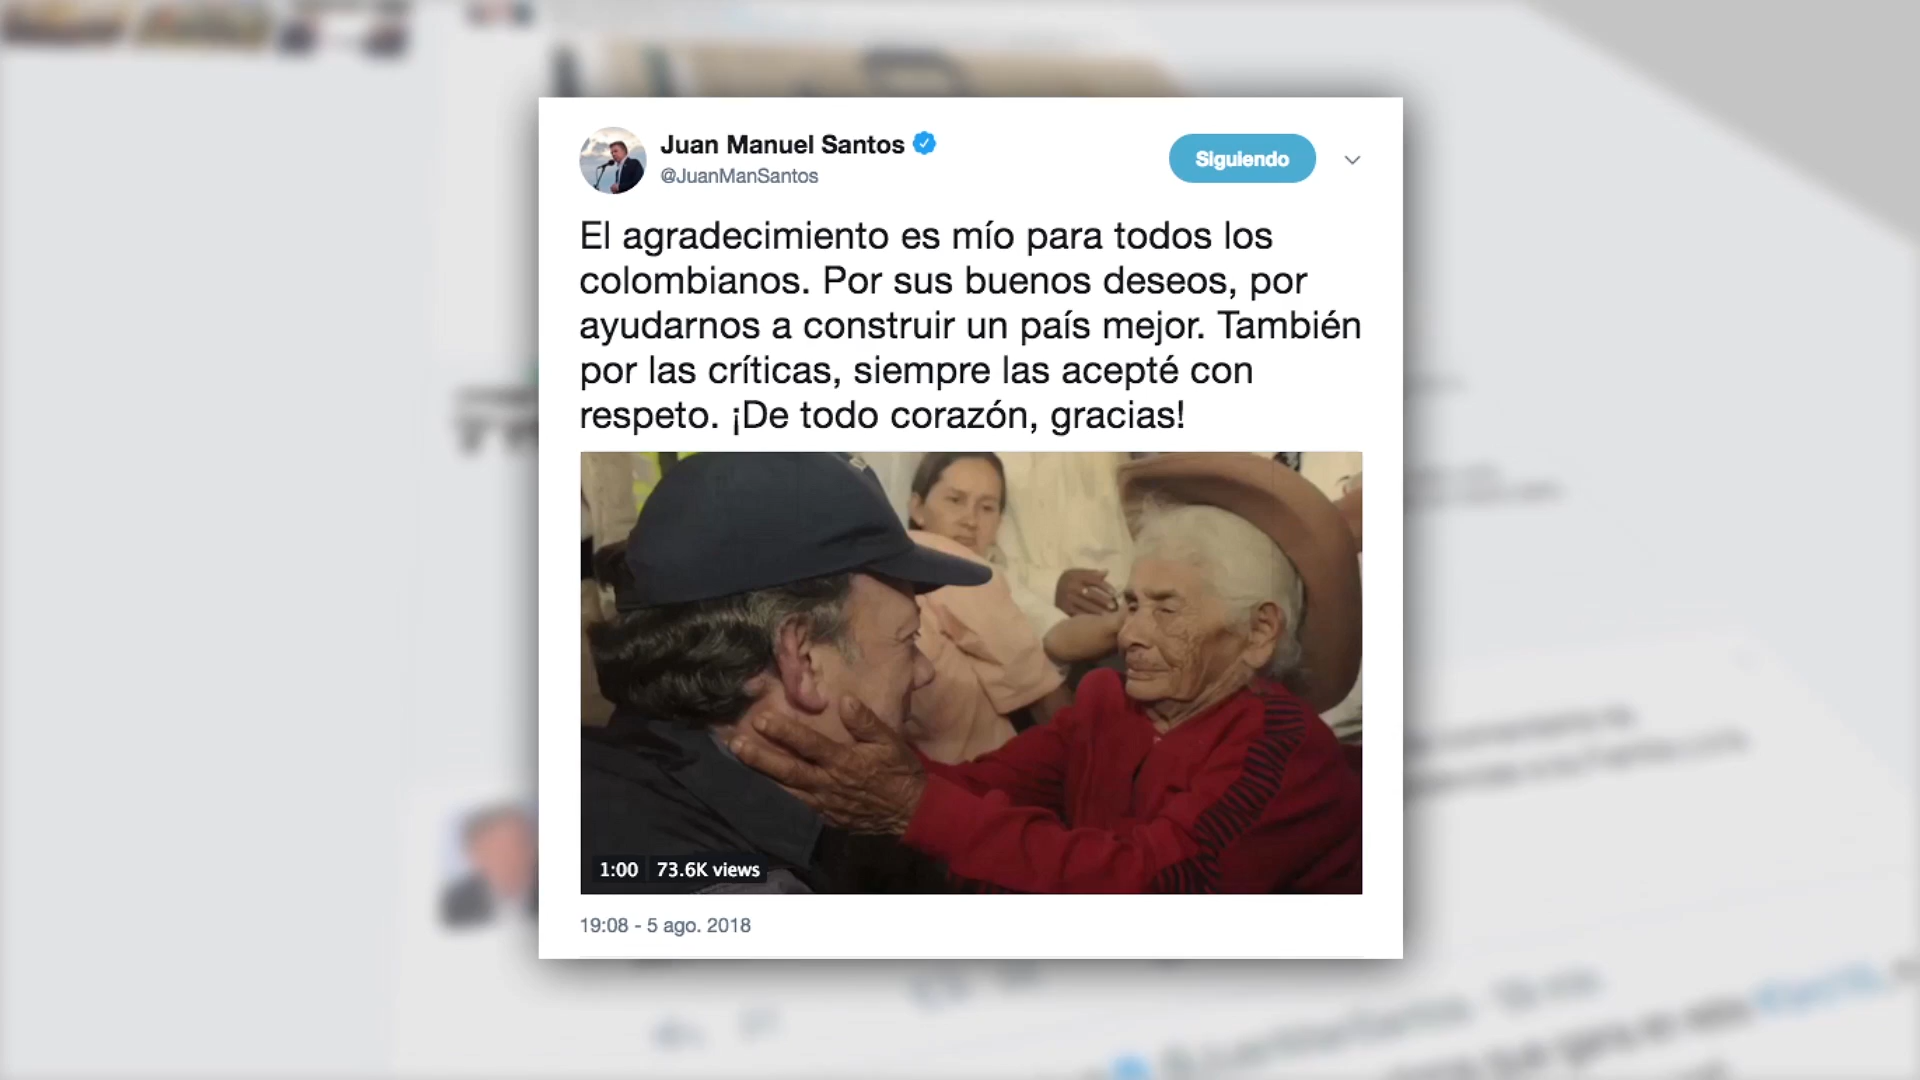 Juan Manuel Santos
@JuanManSantos
Siguiendo
El agradecimiento es mío para todos los
colombianos. Por sus buenos deseos, por
ayudarnos a construir un país mejor. También
por las críticas, siempre las acepté con
respeto. ¡De todo corazón, gracias!
1:00 73.6K views
19:08 - 5 ago. 2018